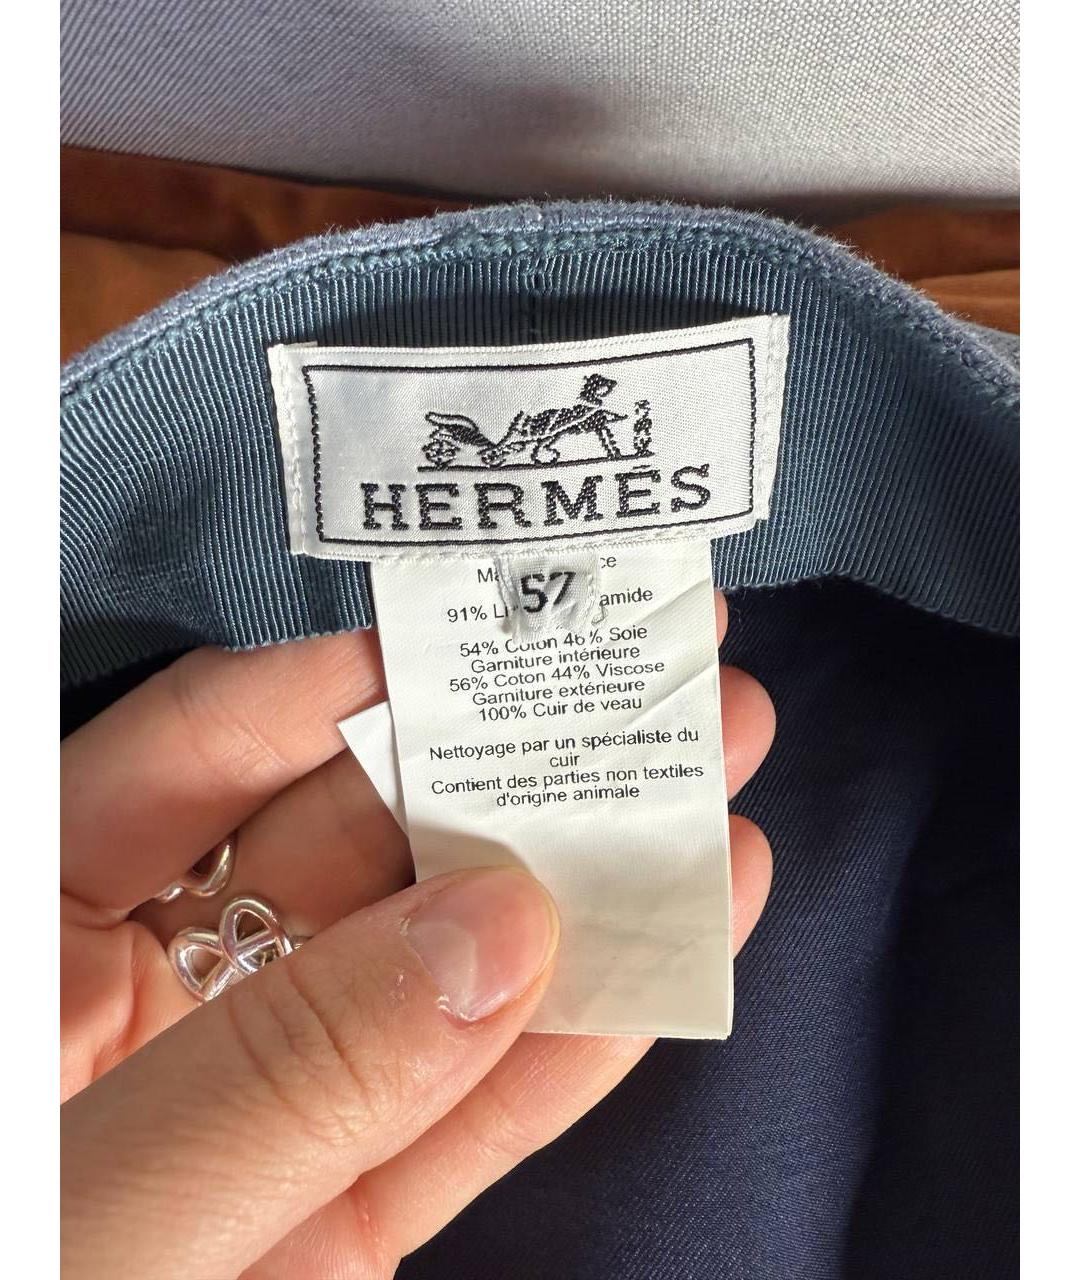 HERMÈS
57
91%
54% Coton 46% Soie
Garniture intérieure
56% Coton 44% Viscose
Garniture extérieure
100% Cuir de veau
Nettoyage par un spécialiste du
cuir
Contient des parties non textiles
d'origine animale